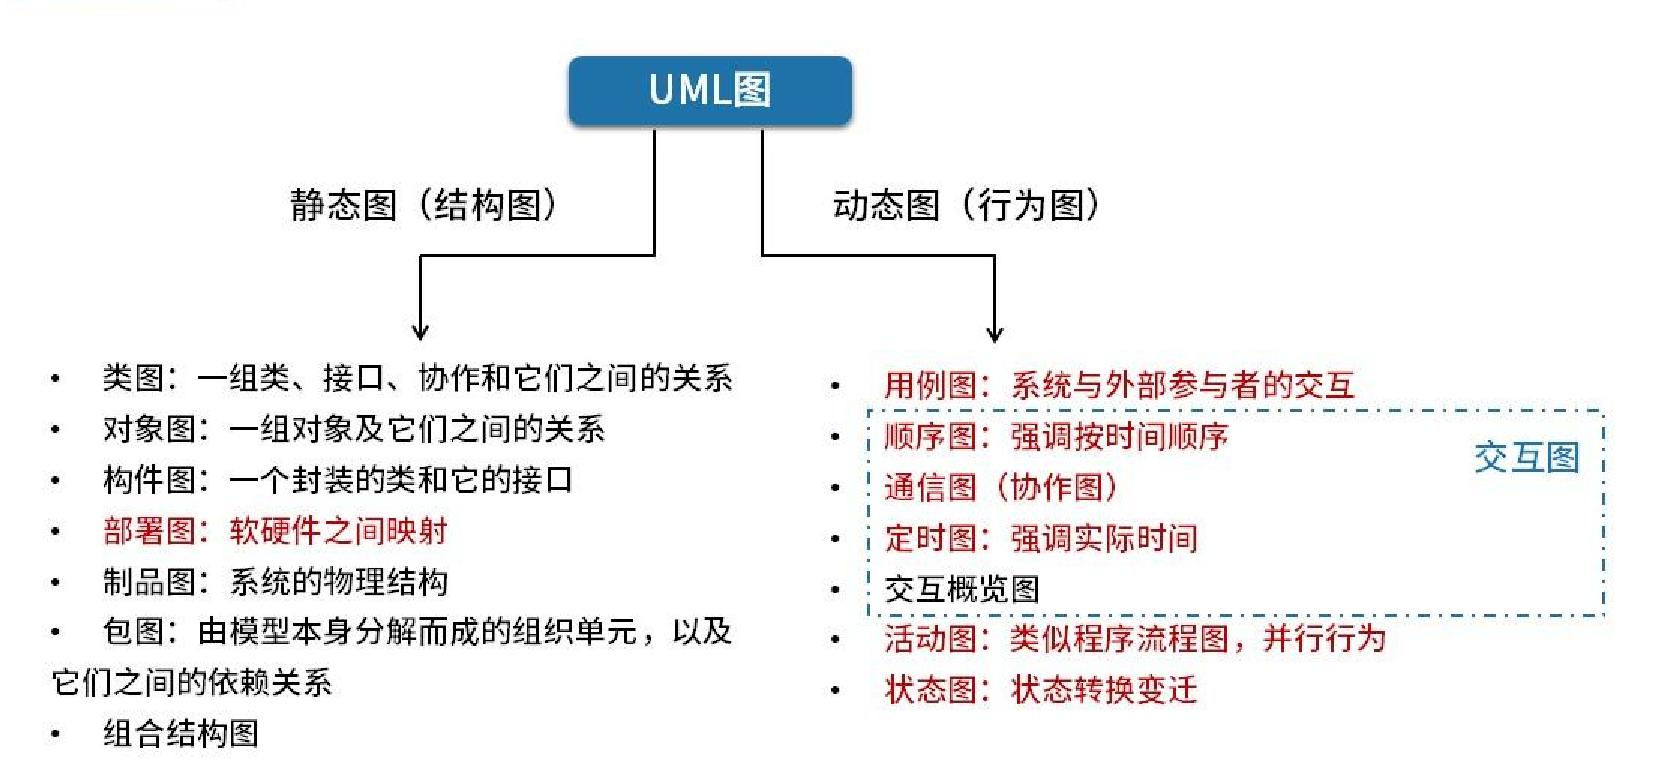 UML图
静态图（结构图）
动态图（行为图）
• 类图：一组类、接口、协作和它们之间的关系
• 对象图：一组对象及它们之间的关系
• 构件图：一个封装的类和它的接口
• 部署图：软硬件之间映射
• 制品图：系统的物理结构
• 包图：由模型本身分解而成的组织单元，以及
它们之间的依赖关系
• 组合结构图
• 用例图：系统与外部参与者的交互
• 顺序图：强调按时间顺序
交互图
• 通信图（协作图）
• 定时图：强调实际时间
• 交互概览图
• 活动图：类似程序流程图，并行行为
• 状态图：状态转换变迁